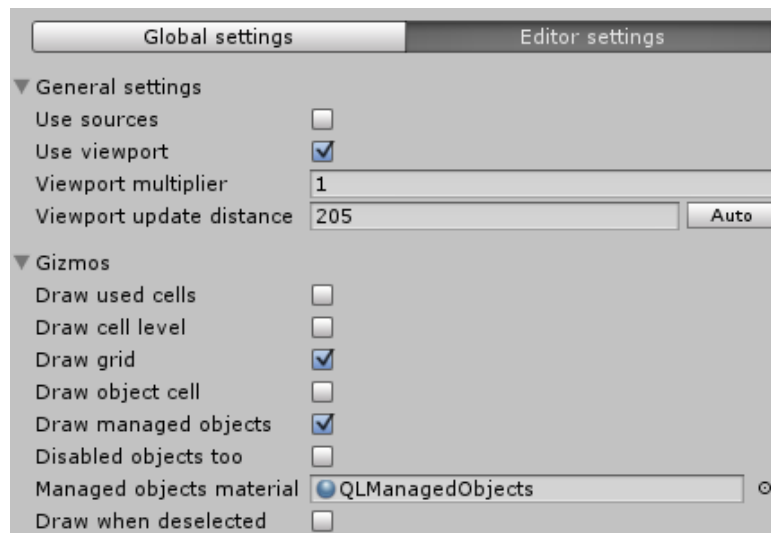 Global settings Editor settings
General settings
Use sources
Use viewport
Viewport multiplier 1
Viewport update distance 205 Auto
Gizmos
Draw used cells
Draw cell level
Draw grid
Draw object cell
Draw managed objects
Disabled objects too
Managed objects material QLManagedObjects
Draw when deselected